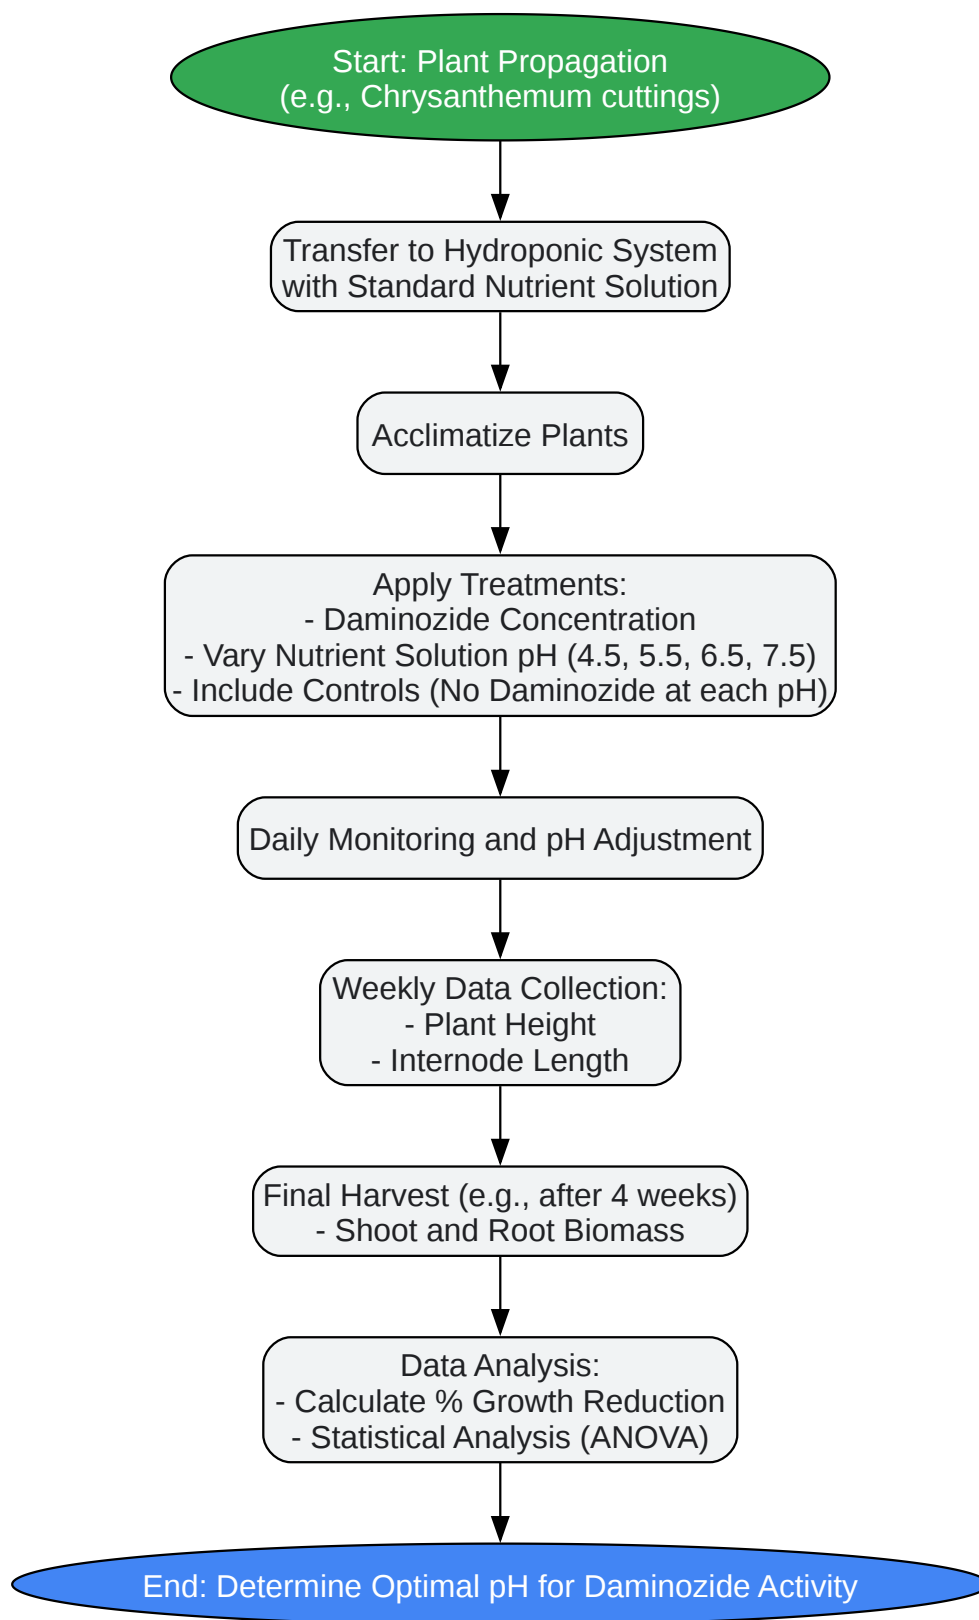 Start: Plant Propagation
(e.g., Chrysanthemum cuttings)
Transfer to Hydroponic System
with Standard Nutrient Solution
Acclimatize Plants
Apply Treatments:
- Daminozide Concentration
- Vary Nutrient Solution pH (4.5, 5.5, 6.5, 7.5)
- Include Controls (No Daminozide at each pH)
Daily Monitoring and pH Adjustment
Weekly Data Collection:
- Plant Height
- Internode Length
Final Harvest (e.g., after 4 weeks)
- Shoot and Root Biomass
Data Analysis:
- Calculate % Growth Reduction
- Statistical Analysis (ANOVA)
End: Determine Optimal pH for Daminozide Activity